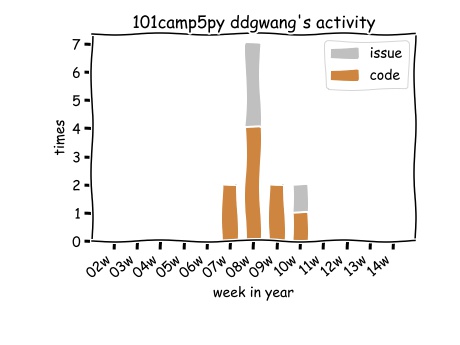 101camp5py ddgwang's activity
issue
code
times
7
6
5
4
3
2
1
0
02w 03w 04w 05w 06w 07w 08w 09w 10w 11w 12w 13w 14w
week in year